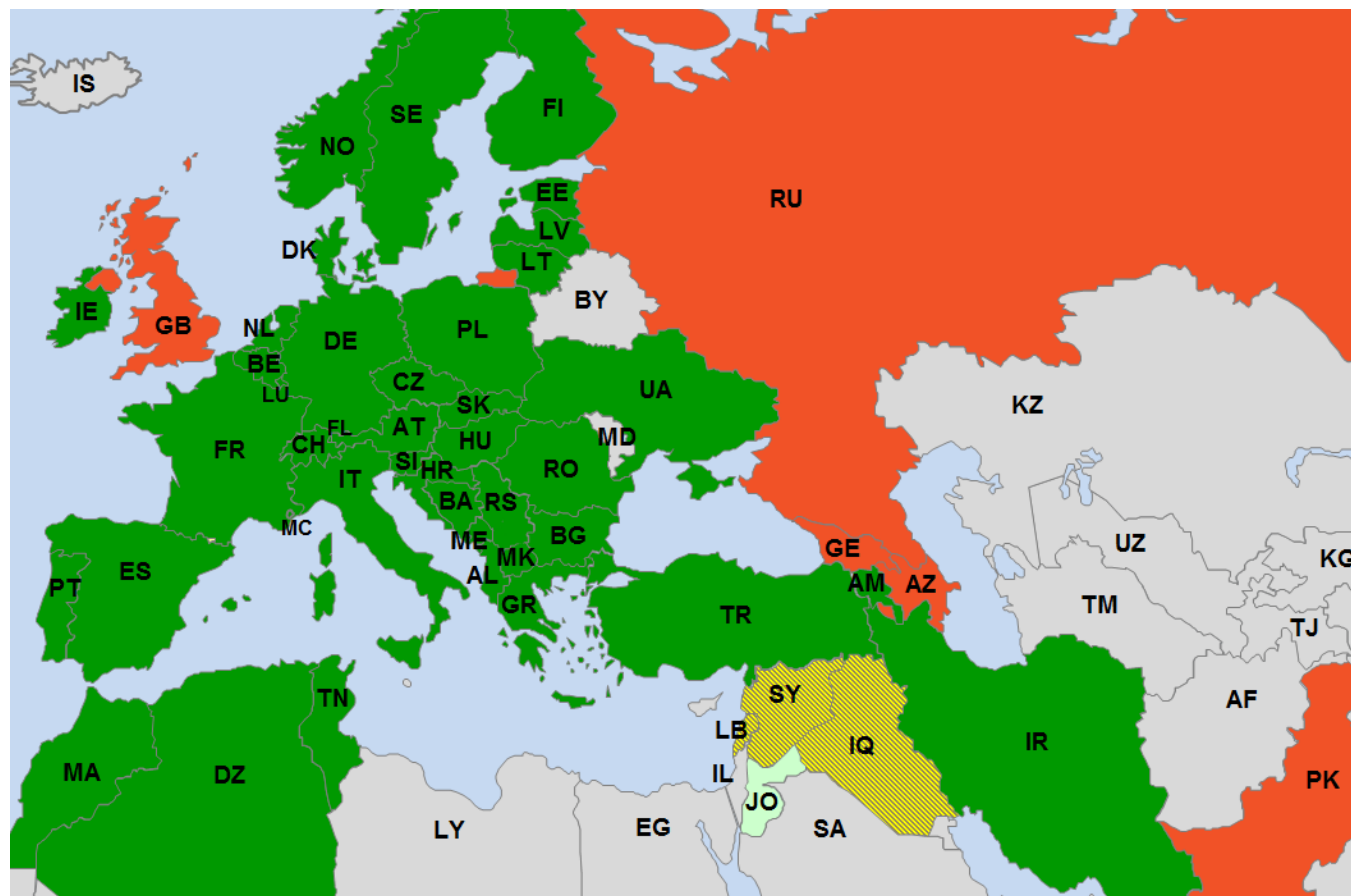 IS
NO
SE
FI
EE
LV
LT
DK
RU
IE
GB
NL
BE
LU
DE
PL
BY
CZ
SK
UA
KZ
FR
CH
FL
AT
HU
MD
SI
HR
IT
RO
BA
RS
MC
ME
MK
BG
AL
GR
PT
ES
TR
GE
AM
AZ
UZ
TM
KG
TJ
AF
PK
MA
DZ
TN
LY
EG
SY
LB
IQ
IL
JO
SA
IR